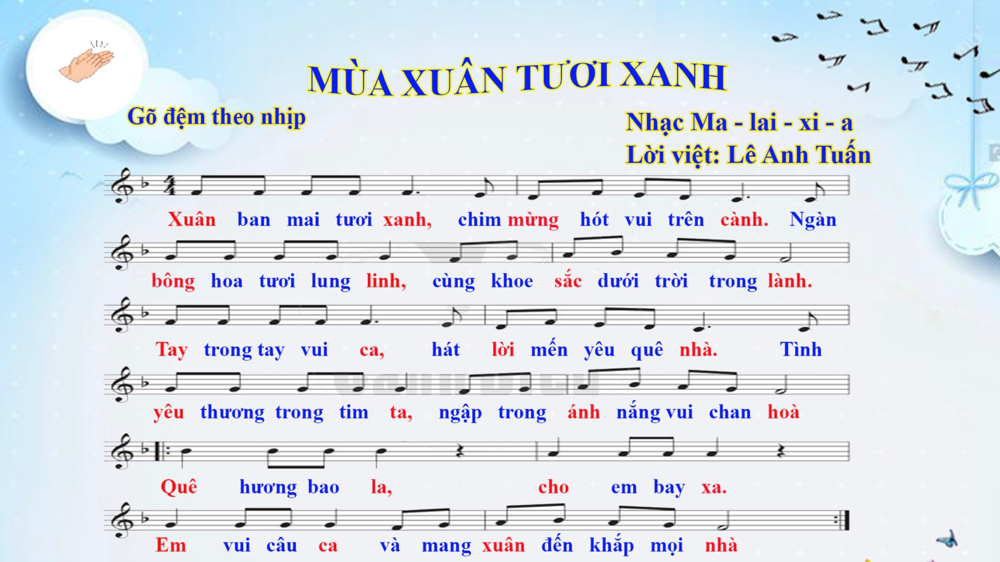 MÙA XUÂN TƯƠI XANH
Gõ đệm theo nhịp
Nhạc Ma - lai - xi - a
Lời việt: Lê Anh Tuấn
4
4
Xuân ban mai tươi xanh, chim mừng hót vui trên cành. Ngàn
bông hoa tươi lung linh, cùng khoe sắc dưới trời trong lành.
Tay trong tay vui ca, hát lời mến yêu quê nhà. Tình
yêu thương trong tim ta, ngập trong ánh nắng vui chan hoà
Quê hương bao la, cho em bay xa.
Em vui câu ca và mang xuân đến khắp mọi nhà